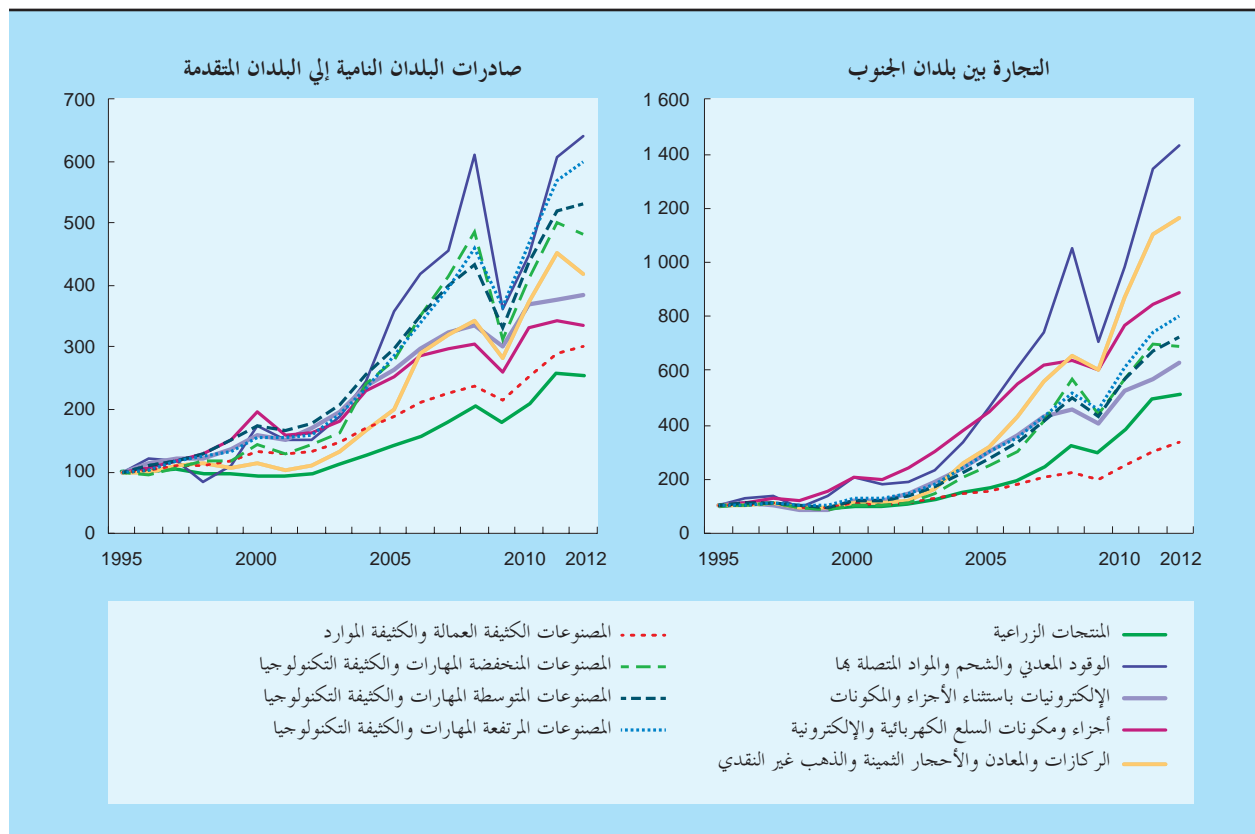 التجارة بين بلدان الجنوب
1 600
1 400
1 200
1 000
800
600
400
200
0
1995 2000 2005 2010 2012
صادرات البلدان النامية إلي البلدان المتقدمة
700
600
500
400
300
200
100
0
1995 2000 2005 2010 2012
المنتجات الزراعية
الوقود المعدني والشحم والمواد المتصلة بها
الإلكترونيات باستثناء الأجزاء والمكونات
أجزاء ومكونات السلع الكهربائية والإلكترونية
الركازات والمعادن والأحجار الثمينة والذهب غير النقدي
المصنوعات الكثيفة العمالة والكثيفة الموارد
المصنوعات المنخفضة المهارات والكثيفة التكنولوجيا
المصنوعات المتوسطة المهارات والكثيفة التكنولوجيا
المصنوعات المرتفعة المهارات والكثيفة التكنولوجيا